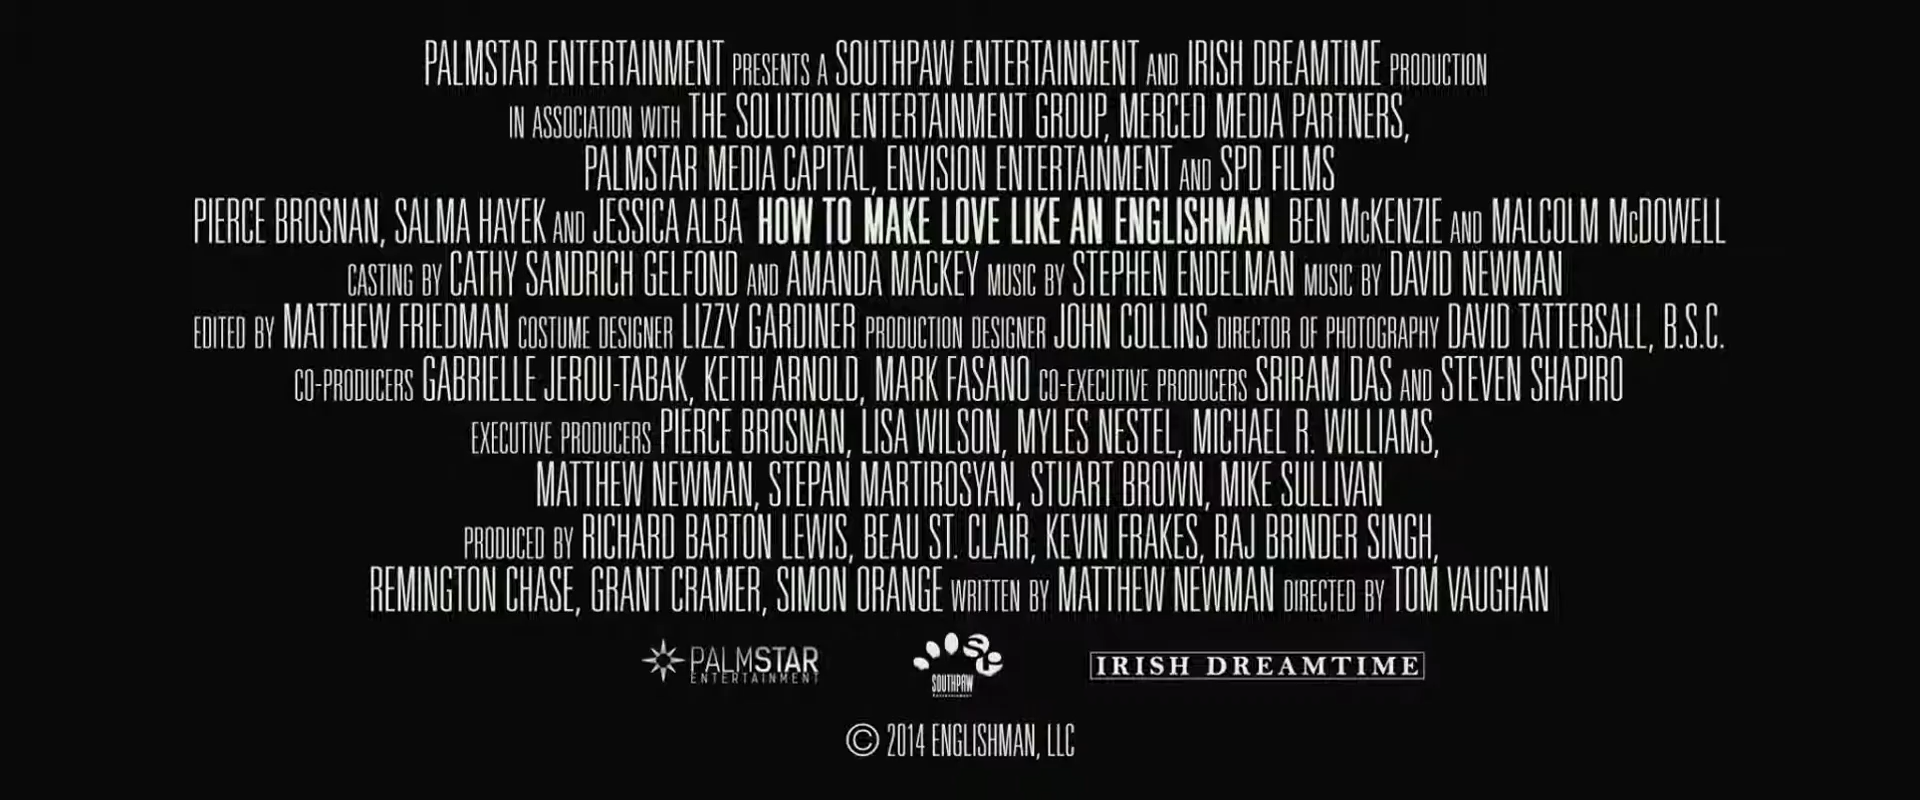 PALMSTAR ENTERTAINMENT PRESENTS A SOUTHPAW ENTERTAINMENT AND IRISH DREAMTIME PRODUCTION
IN ASSOCIATION WITH THE SOLUTION ENTERTAINMENT GROUP, MERCED MEDIA PARTNERS,
PALMSTAR MEDIA CAPITAL, ENVISION ENTERTAINMENT AND SPD FILMS
PIERCE BROSNAN, SALMA HAYEK AND JESSICA ALBA HOW TO MAKE LOVE LIKE AN ENGLISHMAN BEN McKENZIE AND MALCOLM McDOWELL
CASTING BY CATHY SANDRICH GELFOND AND AMANDA MACKEY MUSIC BY STEPHEN ENDELMAN MUSIC BY DAVID NEWMAN
EDITED BY MATTHEW FRIEDMAN COSTUME DESIGNER LIZZY GARDINER PRODUCTION DESIGNER JOHN COLLINS DIRECTOR OF PHOTOGRAPHY DAVID TATTERSALL, B.S.C.
CO-PRODUCERS GABRIELLE JEROU-TABAK, KEITH ARNOLD, MARK FASANO CO-EXECUTIVE PRODUCERS SRIRAM DAS AND STEVEN SHAPIRO
EXECUTIVE PRODUCERS PIERCE BROSNAN, LISA WILSON, MYLES NESTEL, MICHAEL R. WILLIAMS,
MATTHEW NEWMAN, STEPAN MARTIROSYAN, STUART BROWN, MIKE SULLIVAN
PRODUCED BY RICHARD BARTON LEWIS, BEAU ST. CLAIR, KEVIN FRAKES, RAJ BRINDER SINGH,
REMINGTON CHASE, GRANT CRAMER, SIMON ORANGE WRITTEN BY MATTHEW NEWMAN DIRECTED BY TOM VAUGHAN
PALMSTAR
ENTERTAINMENT
SOUTHPAW
ENTERTAINMENT
IRISH DREAMTIME
© 2014 ENGLISHMAN, LLC